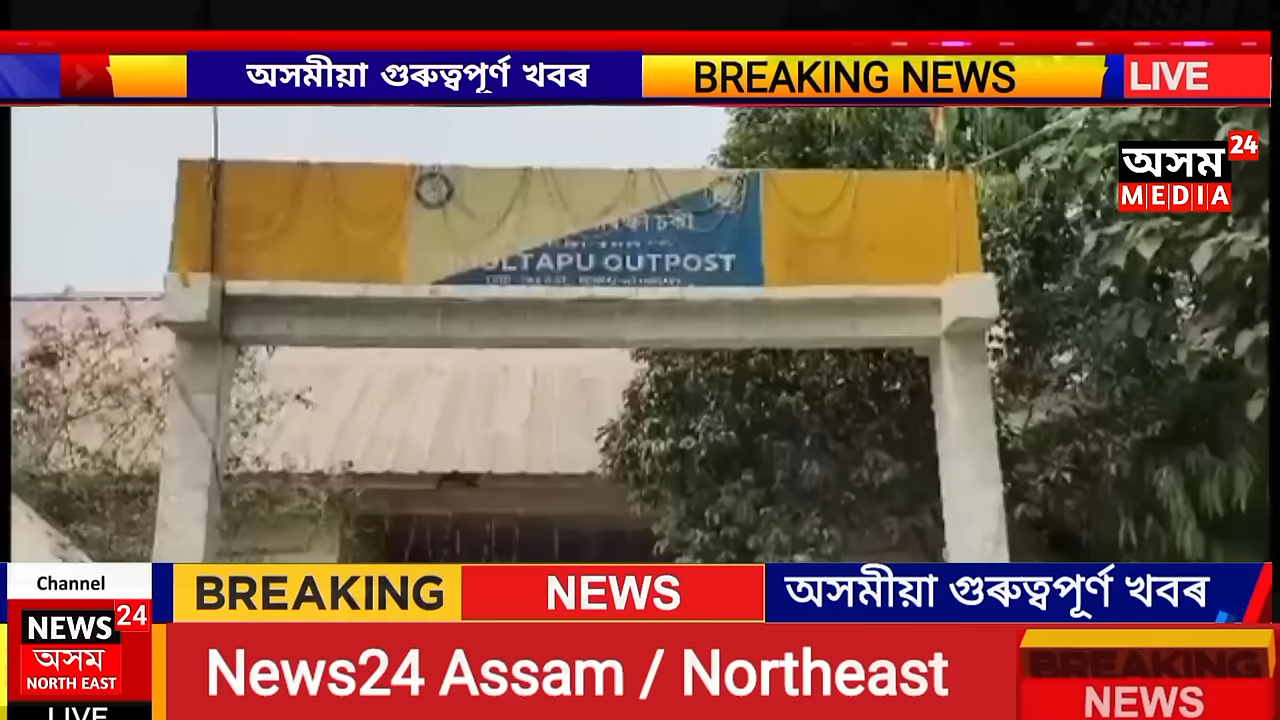 অসমীয়া গুৰুত্বপূৰ্ণ খবৰ
BREAKING NEWS
LIVE
অসম 24
MEDIA
চকী
OUTPOST
Channel
NEWS 24
অসম
NORTH EAST
LIVE
BREAKING NEWS
অসমীয়া গুৰুত্বপূৰ্ণ খবৰ
News24 Assam / Northeast
BREAKING
NEWS